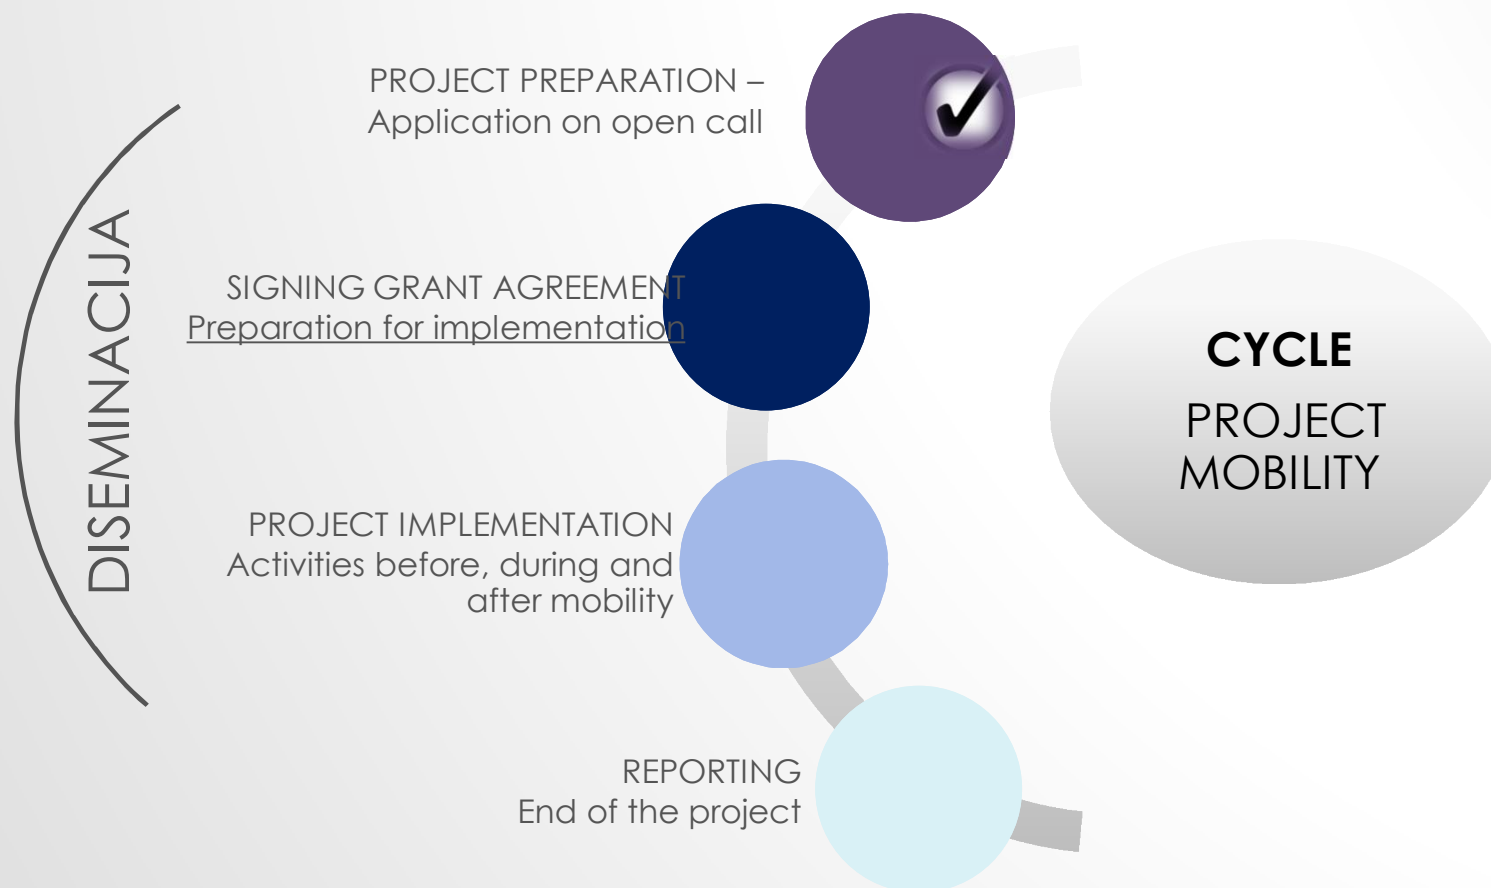 PROJECT PREPARATION –
Application on open call
DISEMINACIJA
SIGNING GRANT AGREEMENT
Preparation for implementation
CYCLE
PROJECT
MOBILITY
PROJECT IMPLEMENTATION
Activities before, during and
after mobility
REPORTING
End of the project